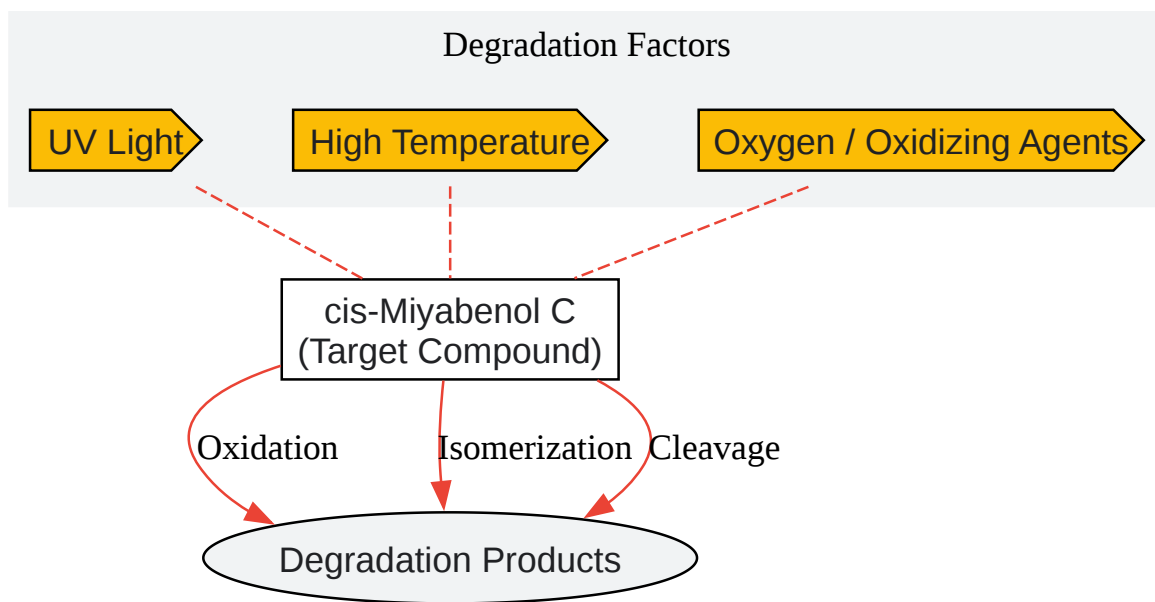 Degradation Factors
UV Light
High Temperature
Oxygen / Oxidizing Agents
cis-Miyabenol C
(Target Compound)
Oxidation
Isomerization
Cleavage
Degradation Products